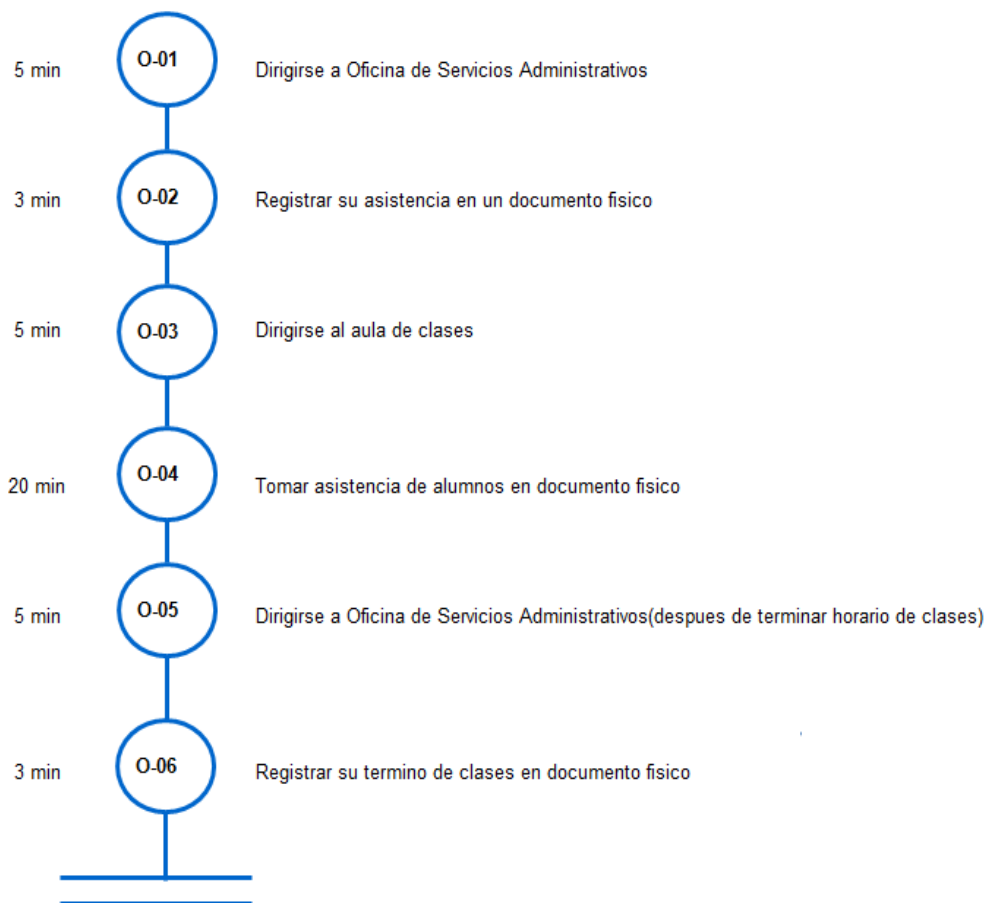 5 min O-01 Dirigirse a Oficina de Servicios Administrativos
3 min O-02 Registrar su asistencia en un documento fisico
5 min O-03 Dirigirse al aula de clases
20 min O-04 Tomar asistencia de alumnos en documento fisico
5 min O-05 Dirigirse a Oficina de Servicios Administrativos(despues de terminar horario de clases)
3 min O-06 Registrar su termino de clases en documento fisico